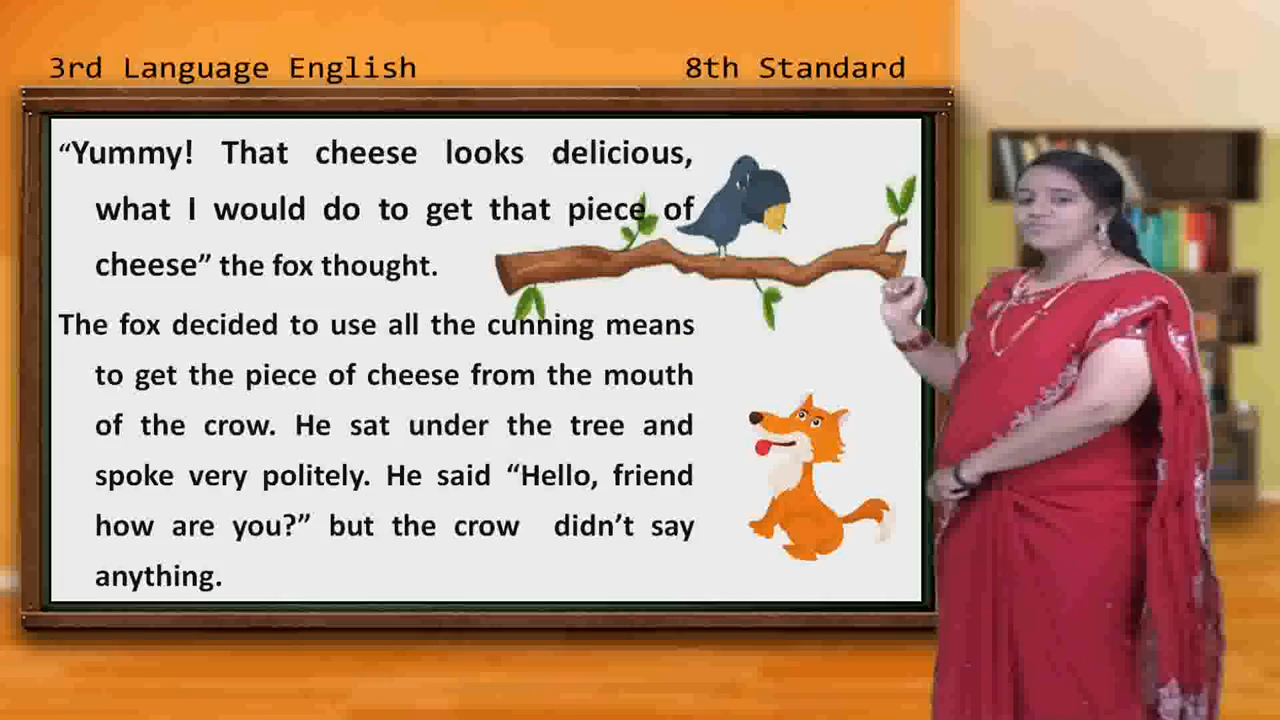 3rd Language English
8th Standard
“Yummy! That cheese looks delicious,
what I would do to get that piece of
cheese” the fox thought.
The fox decided to use all the cunning means
to get the piece of cheese from the mouth
of the crow. He sat under the tree and
spoke very politely. He said “Hello, friend
how are you?” but the crow didn’t say
anything.